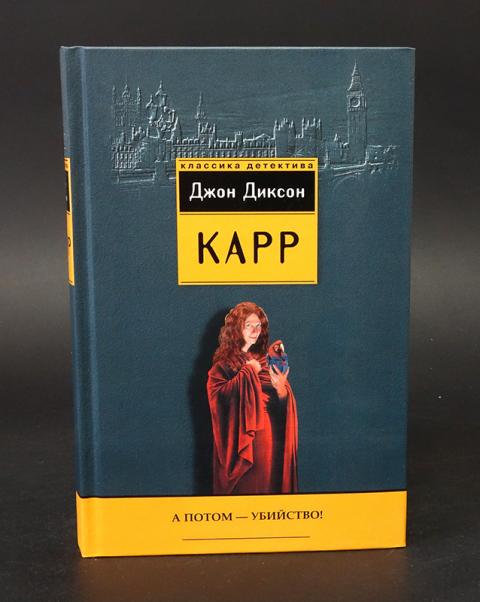 классика детектива
Джон Диксон
КАРР
А ПОТОМ — УБИЙСТВО!